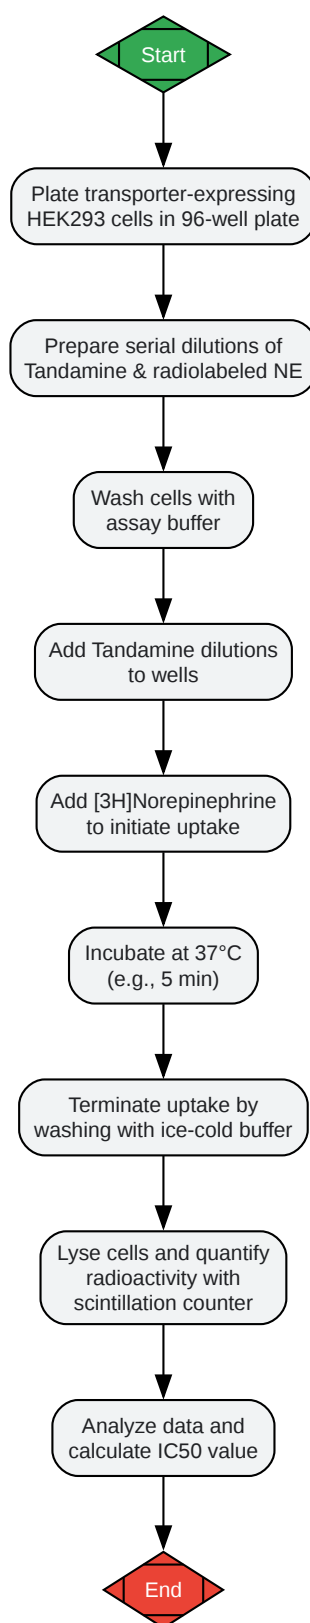 Start
Plate transporter-expressing
HEK293 cells in 96-well plate
Prepare serial dilutions of
Tandamine & radiolabeled NE
Wash cells with
assay buffer
Add Tandamine dilutions
to wells
Add [3H]Norepinephrine
to initiate uptake
Incubate at 37°C
(e.g., 5 min)
Terminate uptake by
washing with ice-cold buffer
Lyse cells and quantify
radioactivity with
scintillation counter
Analyze data and
calculate IC50 value
End